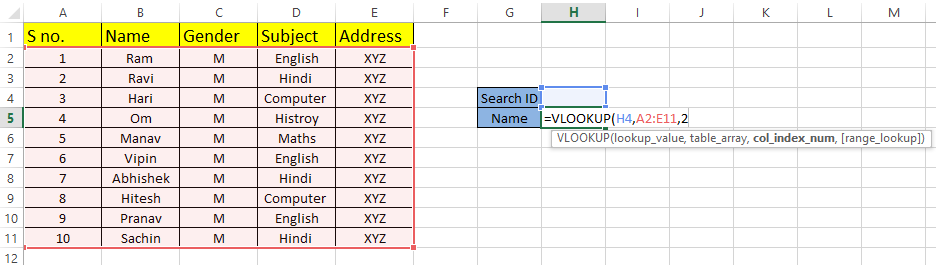 A B C D E F G H I J K L M
1 S no. Name Gender Subject Address
2 1 Ram M English XYZ
3 2 Ravi M Hindi XYZ
4 3 Hari M Computer XYZ Search ID
5 4 Om M Histroy XYZ Name =VLOOKUP(H4,A2:E11,2
6 5 Manav M Maths XYZ VLOOKUP(lookup_value, table_array, col_index_num, [range_lookup])
7 6 Vipin M English XYZ
8 7 Abhishek M Hindi XYZ
9 8 Hitesh M Computer XYZ
10 9 Pranav M English XYZ
11 10 Sachin M Hindi XYZ
12